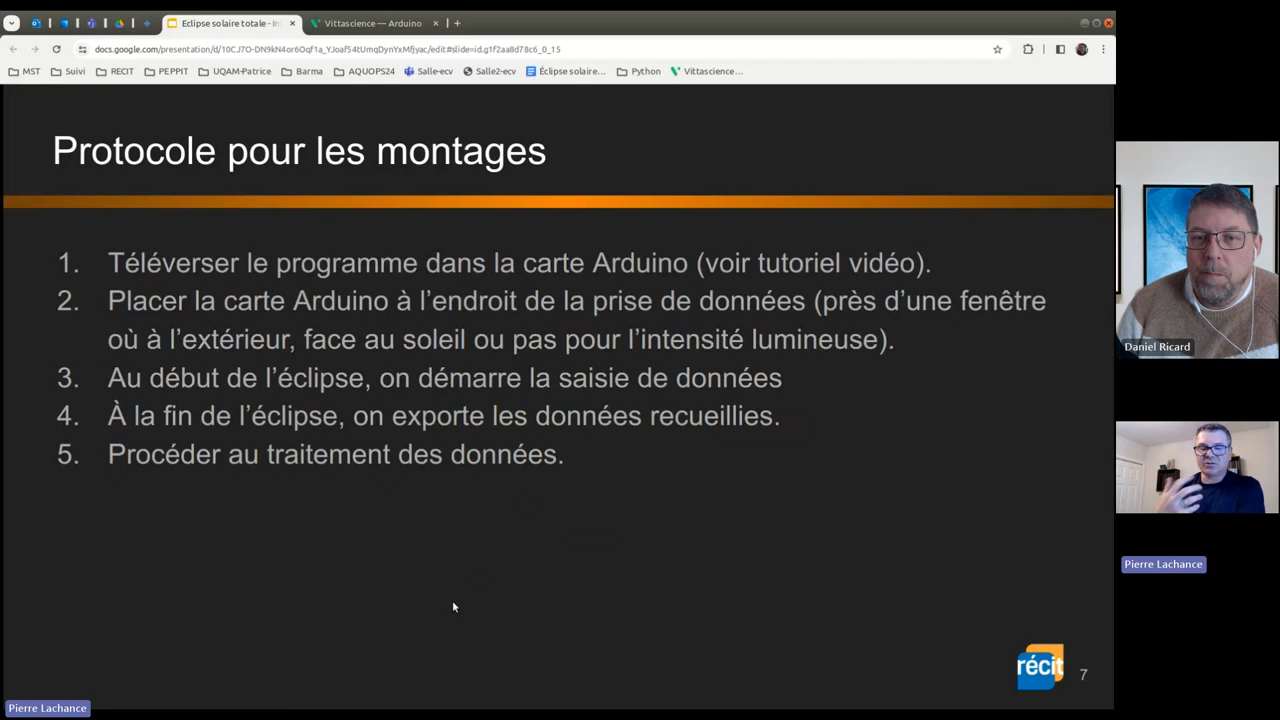 Eclipse solaire totale - in
Vittascience — Arduino
docs.google.com/presentation/d/10CJ7O-DN9kN4or6Oqf1a_YJoaf54tUmqDynYxMfjyac/edit#slide=id.g1f2aa8d78c6_0_15
MST
Suivi
RECIT
PEPPIT
UQAM-Patrice
Barma
AQUOPS24
Salle-ecv
Salle2-ecv
Éclipse solaire…
Python
Vittascience…
Protocole pour les montages
1. Téléverser le programme dans la carte Arduino (voir tutoriel vidéo).
2. Placer la carte Arduino à l’endroit de la prise de données (près d’une fenêtre
où à l’extérieur, face au soleil ou pas pour l’intensité lumineuse).
3. Au début de l’éclipse, on démarre la saisie de données
4. À la fin de l’éclipse, on exporte les données recueillies.
5. Procéder au traitement des données.
récit
7
Daniel Ricard
Pierre Lachance
Pierre Lachance